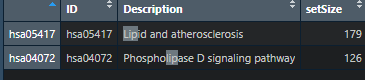 ID Description setSize
hsa05417 hsa05417 Lipid and atherosclerosis 179
hsa04072 hsa04072 Phospholipase D signaling pathway 126